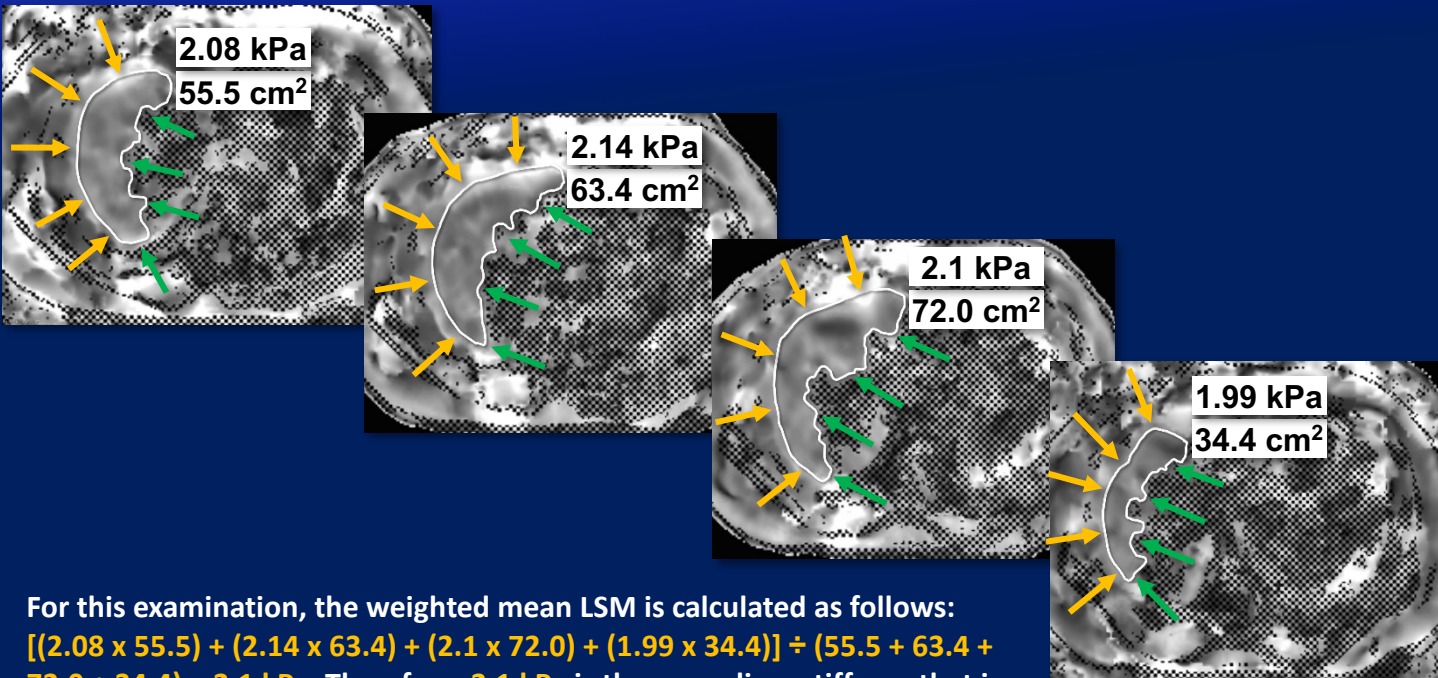 2.08 kPa
55.5 cm²
2.14 kPa
63.4 cm²
2.1 kPa
72.0 cm²
1.99 kPa
34.4 cm²
For this examination, the weighted mean LSM is calculated as follows:
[(2.08 x 55.5) + (2.14 x 63.4) + (2.1 x 72.0) + (1.99 x 34.4)] ÷ (55.5 + 63.4 +